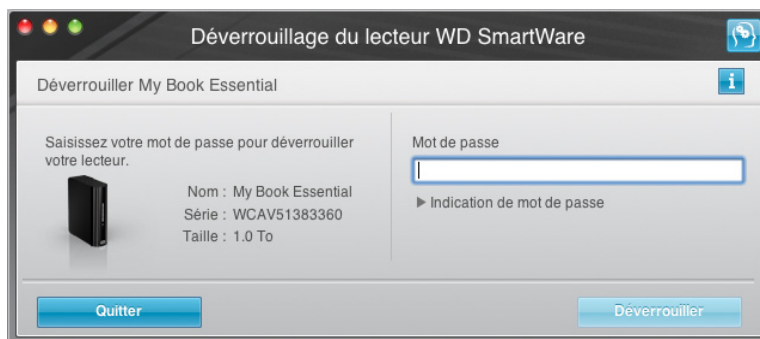 Déverrouillage du lecteur WD SmartWare
Déverrouiller My Book Essential
i
Saisissez votre mot de passe pour déverrouiller
votre lecteur.
Nom : My Book Essential
Série : WCAV51383360
Taille : 1.0 To
Mot de passe
Indication de mot de passe
Quitter
Déverrouiller